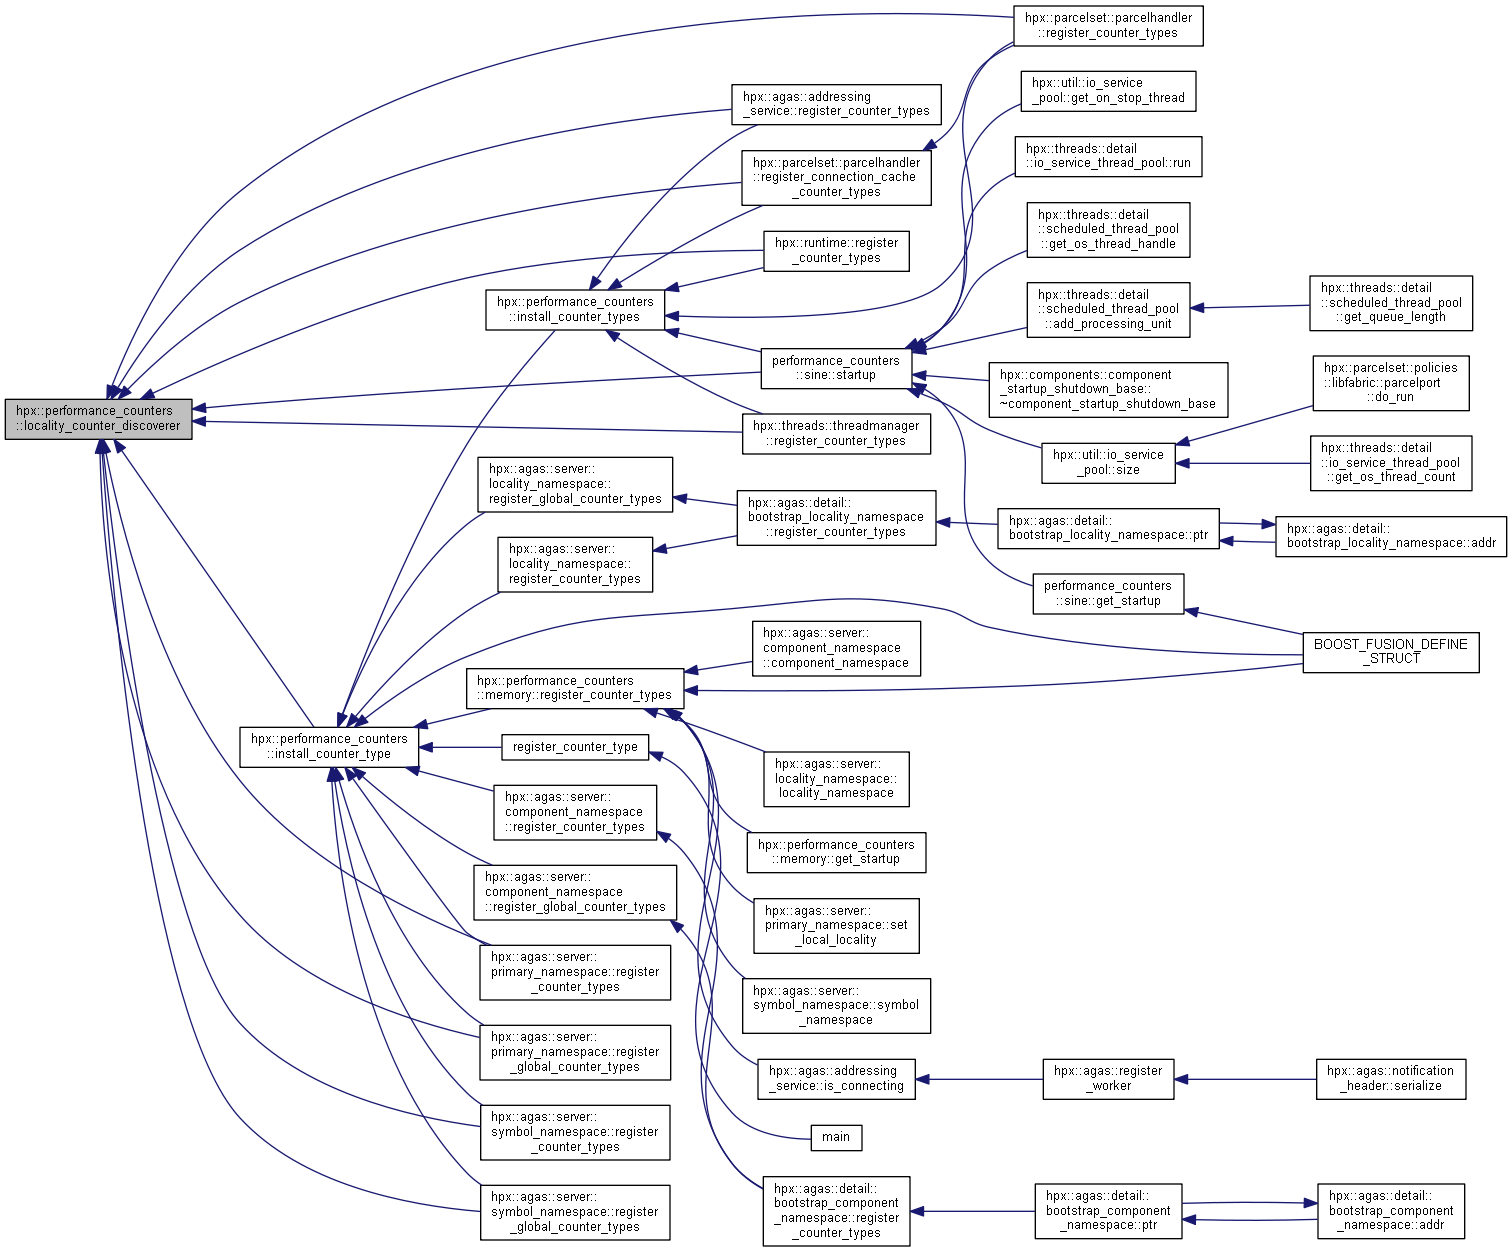 hpx::performance_counters
::locality_counter_discoverer
hpx::parcelset::parcelhandler
::register_counter_types
hpx::agas::addressing
_service::register_counter_types
hpx::parcelset::parcelhandler
::register_connection_cache
_counter_types
hpx::runtime::register
_counter_types
hpx::performance_counters
::install_counter_types
performance_counters
::sine::startup
hpx::threads::threadmanager
::register_counter_types
hpx::util::io_service
_pool::get_on_stop_thread
hpx::threads::detail
::io_service_thread_pool::run
hpx::threads::detail
::scheduled_thread_pool
::get_os_thread_handle
hpx::threads::detail
::scheduled_thread_pool
::add_processing_unit
hpx::threads::detail
::scheduled_thread_pool
::get_queue_length
hpx::components::component
_startup_shutdown_base::
~component_startup_shutdown_base
hpx::util::io_service
_pool::size
hpx::parcelset::policies
::libfabric::parcelport
::do_run
hpx::threads::detail
::io_service_thread_pool
::get_os_thread_count
performance_counters
::sine::get_startup
BOOST_FUSION_DEFINE
_STRUCT
hpx::performance_counters
::install_counter_type
hpx::agas::server::
locality_namespace::
register_global_counter_types
hpx::agas::server::
locality_namespace::
register_counter_types
hpx::agas::detail::
bootstrap_locality_namespace
::register_counter_types
hpx::agas::detail::
bootstrap_locality_namespace::ptr
hpx::agas::detail::
bootstrap_locality_namespace::addr
hpx::performance_counters
::memory::register_counter_types
hpx::agas::server::
component_namespace
::component_namespace
hpx::agas::server::
locality_namespace::
locality_namespace
hpx::performance_counters
::memory::get_startup
hpx::agas::server::
primary_namespace::set
_local_locality
hpx::agas::server::
symbol_namespace::symbol
_namespace
hpx::agas::addressing
_service::is_connecting
hpx::agas::register
_worker
hpx::agas::notification
_header::serialize
main
register_counter_type
hpx::agas::server::
component_namespace
::register_counter_types
hpx::agas::server::
component_namespace
::register_global_counter_types
hpx::agas::detail::
bootstrap_component
_namespace::register
_counter_types
hpx::agas::detail::
bootstrap_component
_namespace::ptr
hpx::agas::detail::
bootstrap_component
_namespace::addr
hpx::agas::server::
primary_namespace::register
_counter_types
hpx::agas::server::
primary_namespace::register
_global_counter_types
hpx::agas::server::
symbol_namespace::register
_counter_types
hpx::agas::server::
symbol_namespace::register
_global_counter_types